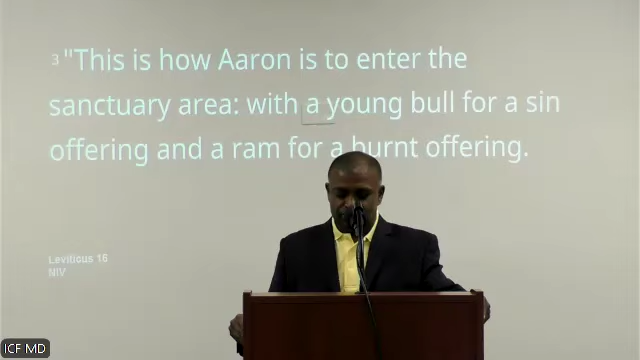 3 "This is how Aaron is to enter the
sanctuary area: with a young bull for a sin
offering and a ram for a burnt offering.
Leviticus 16
NIV
ICF MD